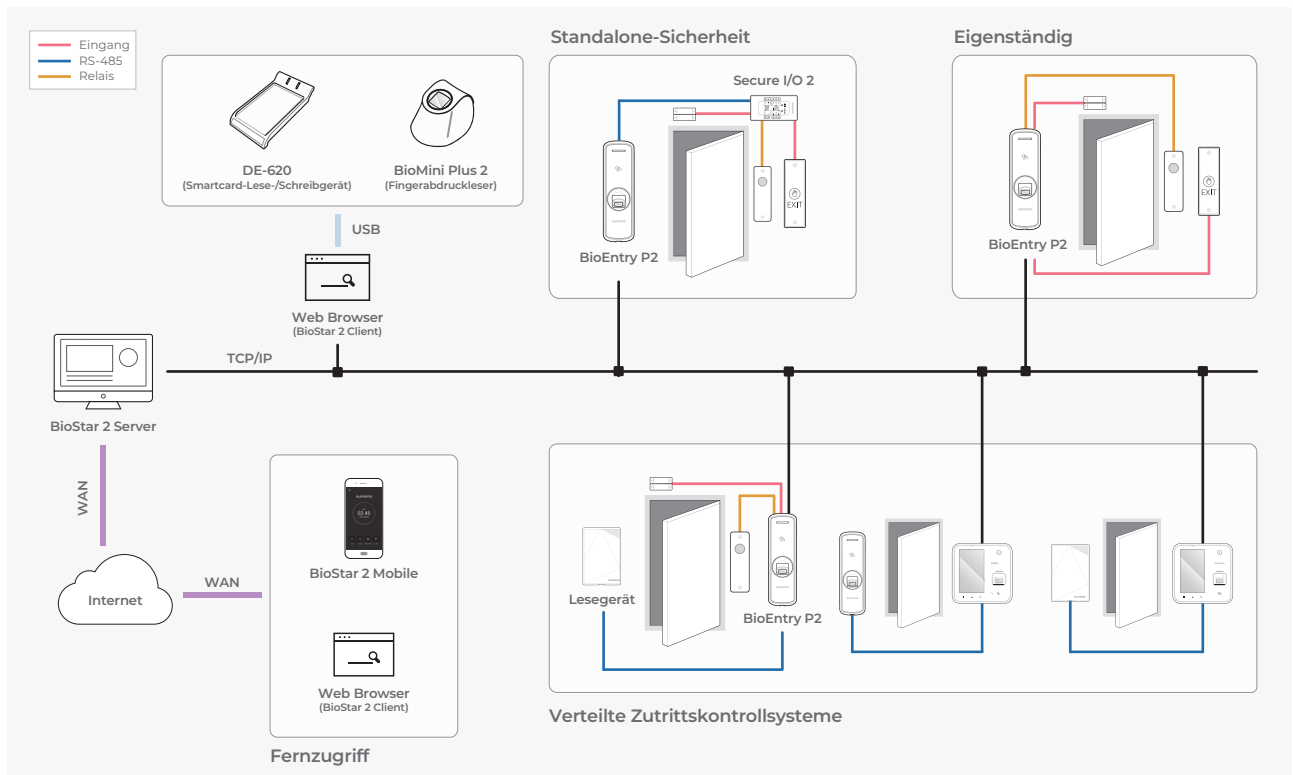 Eingang
RS-485
Relais
DE-620
(Smartcard-Lese-/Schreibgerät)
BioMini Plus 2
(Fingerabdruckleser)
USB
Web Browser
(BioStar 2 Client)
TCP/IP
BioStar 2 Server
WAN
Internet
WAN
BioStar 2 Mobile
02:45
Web Browser
(BioStar 2 Client)
Fernzugriff
Standalone-Sicherheit
Secure I/O 2
EXIT
BioEntry P2
Eigenständig
EXIT
BioEntry P2
Lesegerät
BioEntry P2
Verteilte Zutrittskontrollsysteme